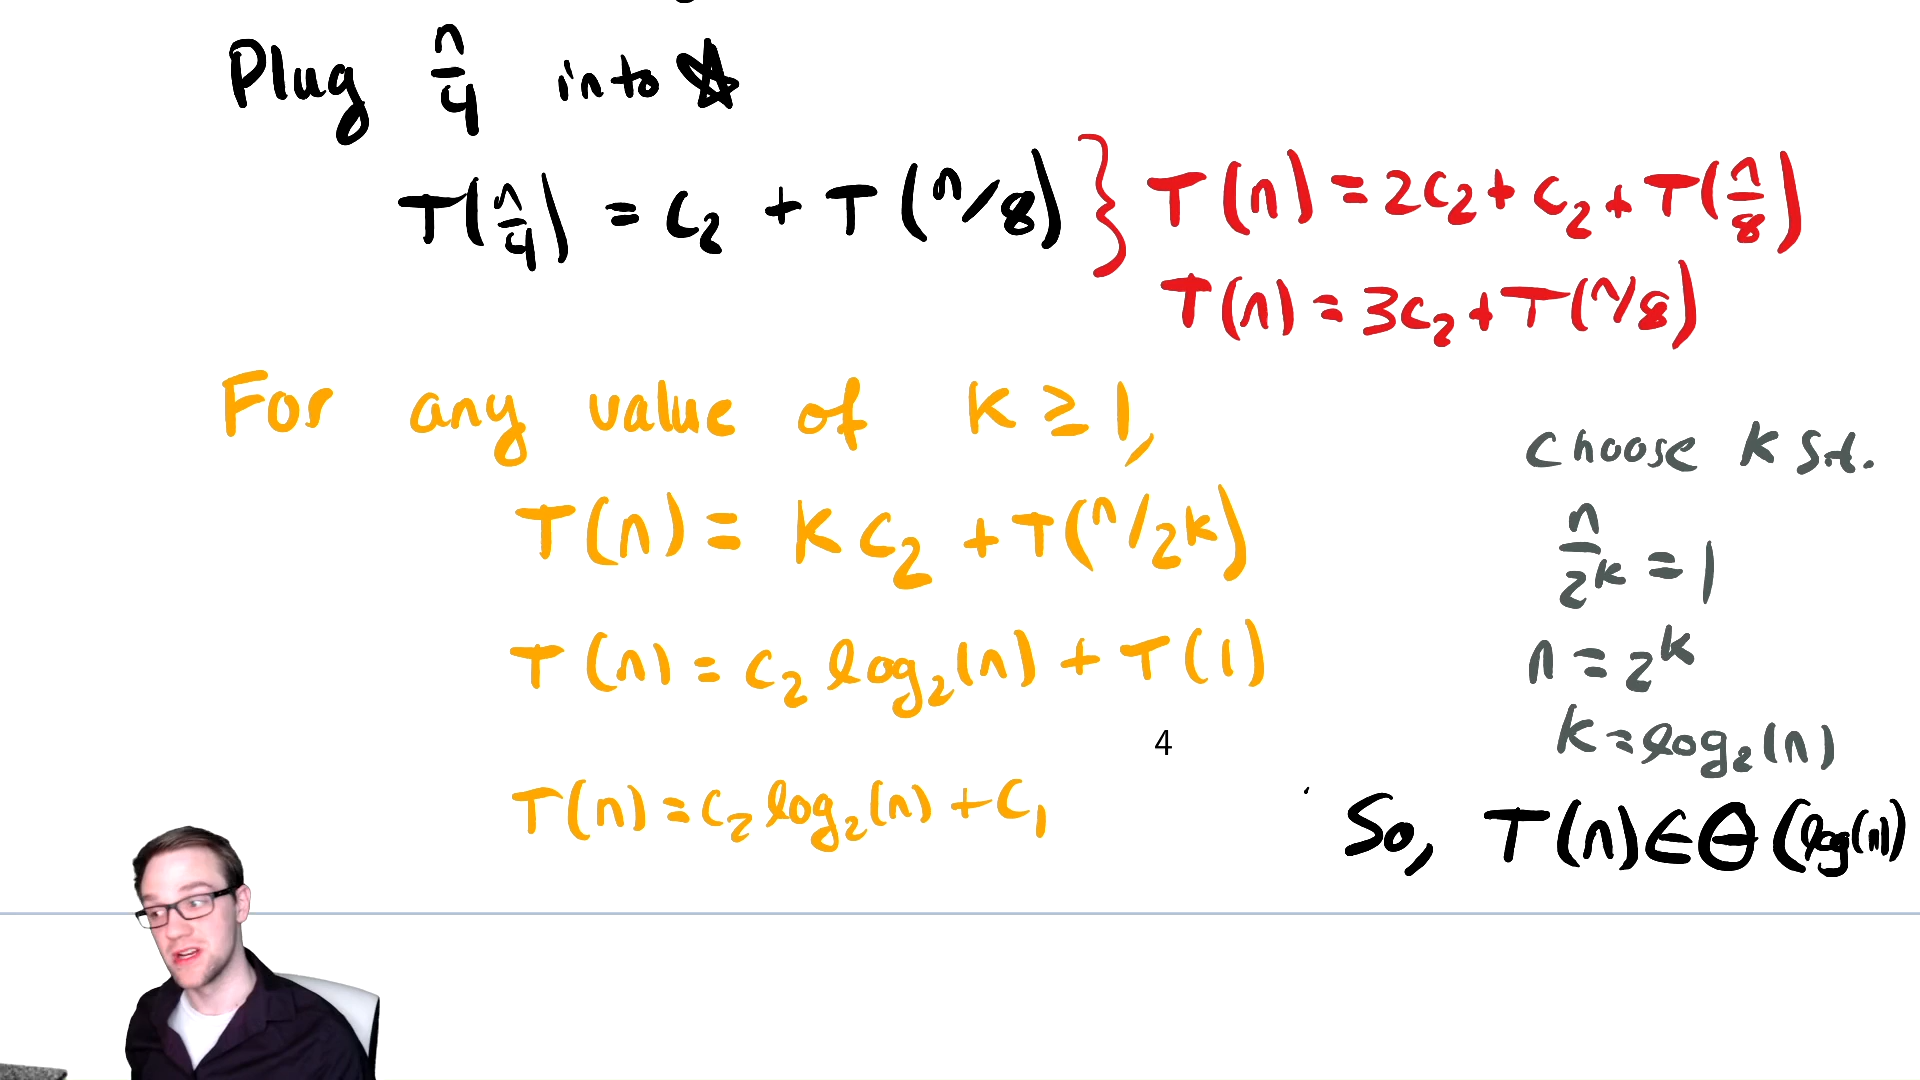 Plug n/4 into ☆
T(n/4) = c₂ + T(n/8) } T(n) = 2c₂ + c₂ + T(n/8)
T(n) = 3c₂ + T(n/8)
For any value of K ≥ 1,
T(n) = K c₂ + T(n/2k)
T(n) = c₂ log₂(n) + T(1)
T(n) = c₂ log₂(n) + c₁
choose K s.t.
n/2ᵏ = 1
n = 2ᵏ
k = log₂(n)
4
So, T(n) ∈ Θ(log(n))